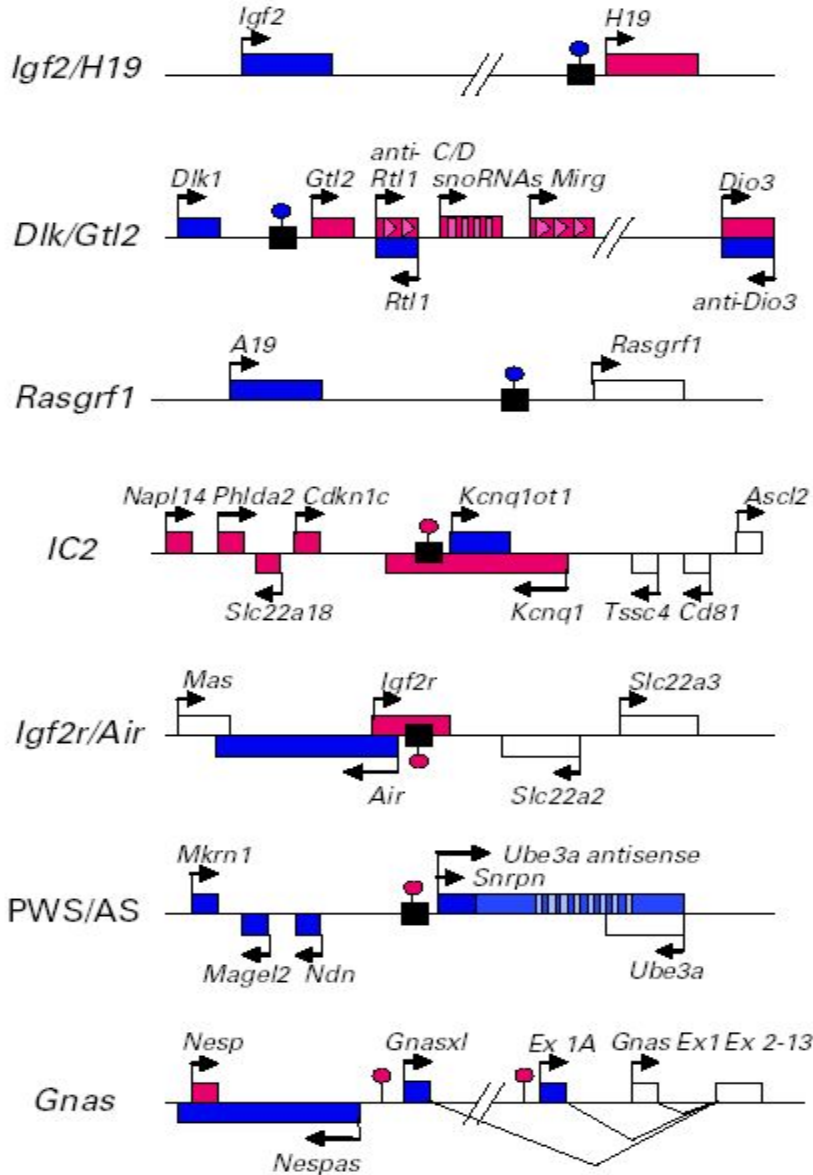 Igf2 H19
Igf2/H19
anti- C/D
Dlk1 Gtl2 Rtl1 snoRNAs Mirg Dio3
Dlk/Gtl2
Rtl1 anti-Dio3
A19 Rasgrf1
Rasgrf1
Napl14 Phlda2 Cdkn1c Kcnq1ot1 Ascl2
IC2
Slc22a18 Kcnq1 Tssc4 Cd81
Mas Igf2r Slc22a3
Igf2r/Air
Air Slc22a2
Mkrn1 Ube3a antisense
Snrpn
PWS/AS
Magel2 Ndn Ube3a
Nesp Gnasxl Ex 1A Gnas Ex1 Ex 2-13
Gnas
Nespas